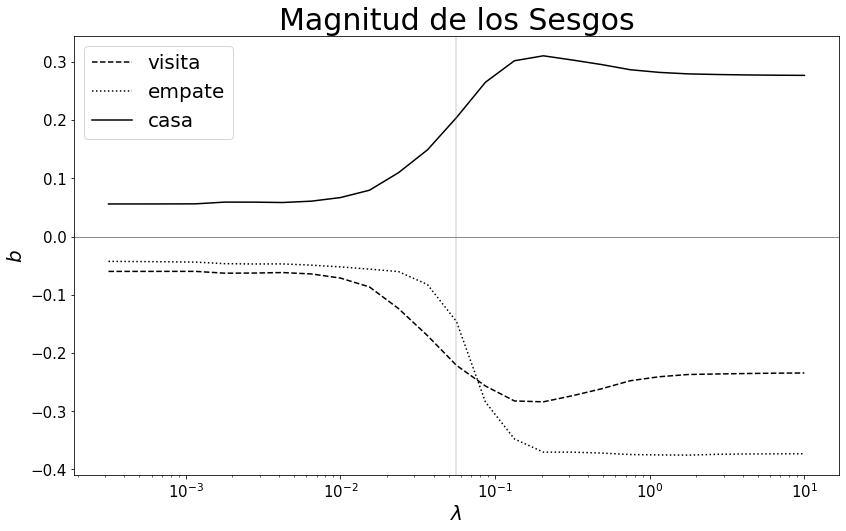 Magnitud de los Sesgos
visita
empate
casa
0.3
0.2
0.1
0.0
−0.1
−0.2
−0.3
−0.4
b
10⁻³
10⁻²
10⁻¹
10⁰
10¹
λ